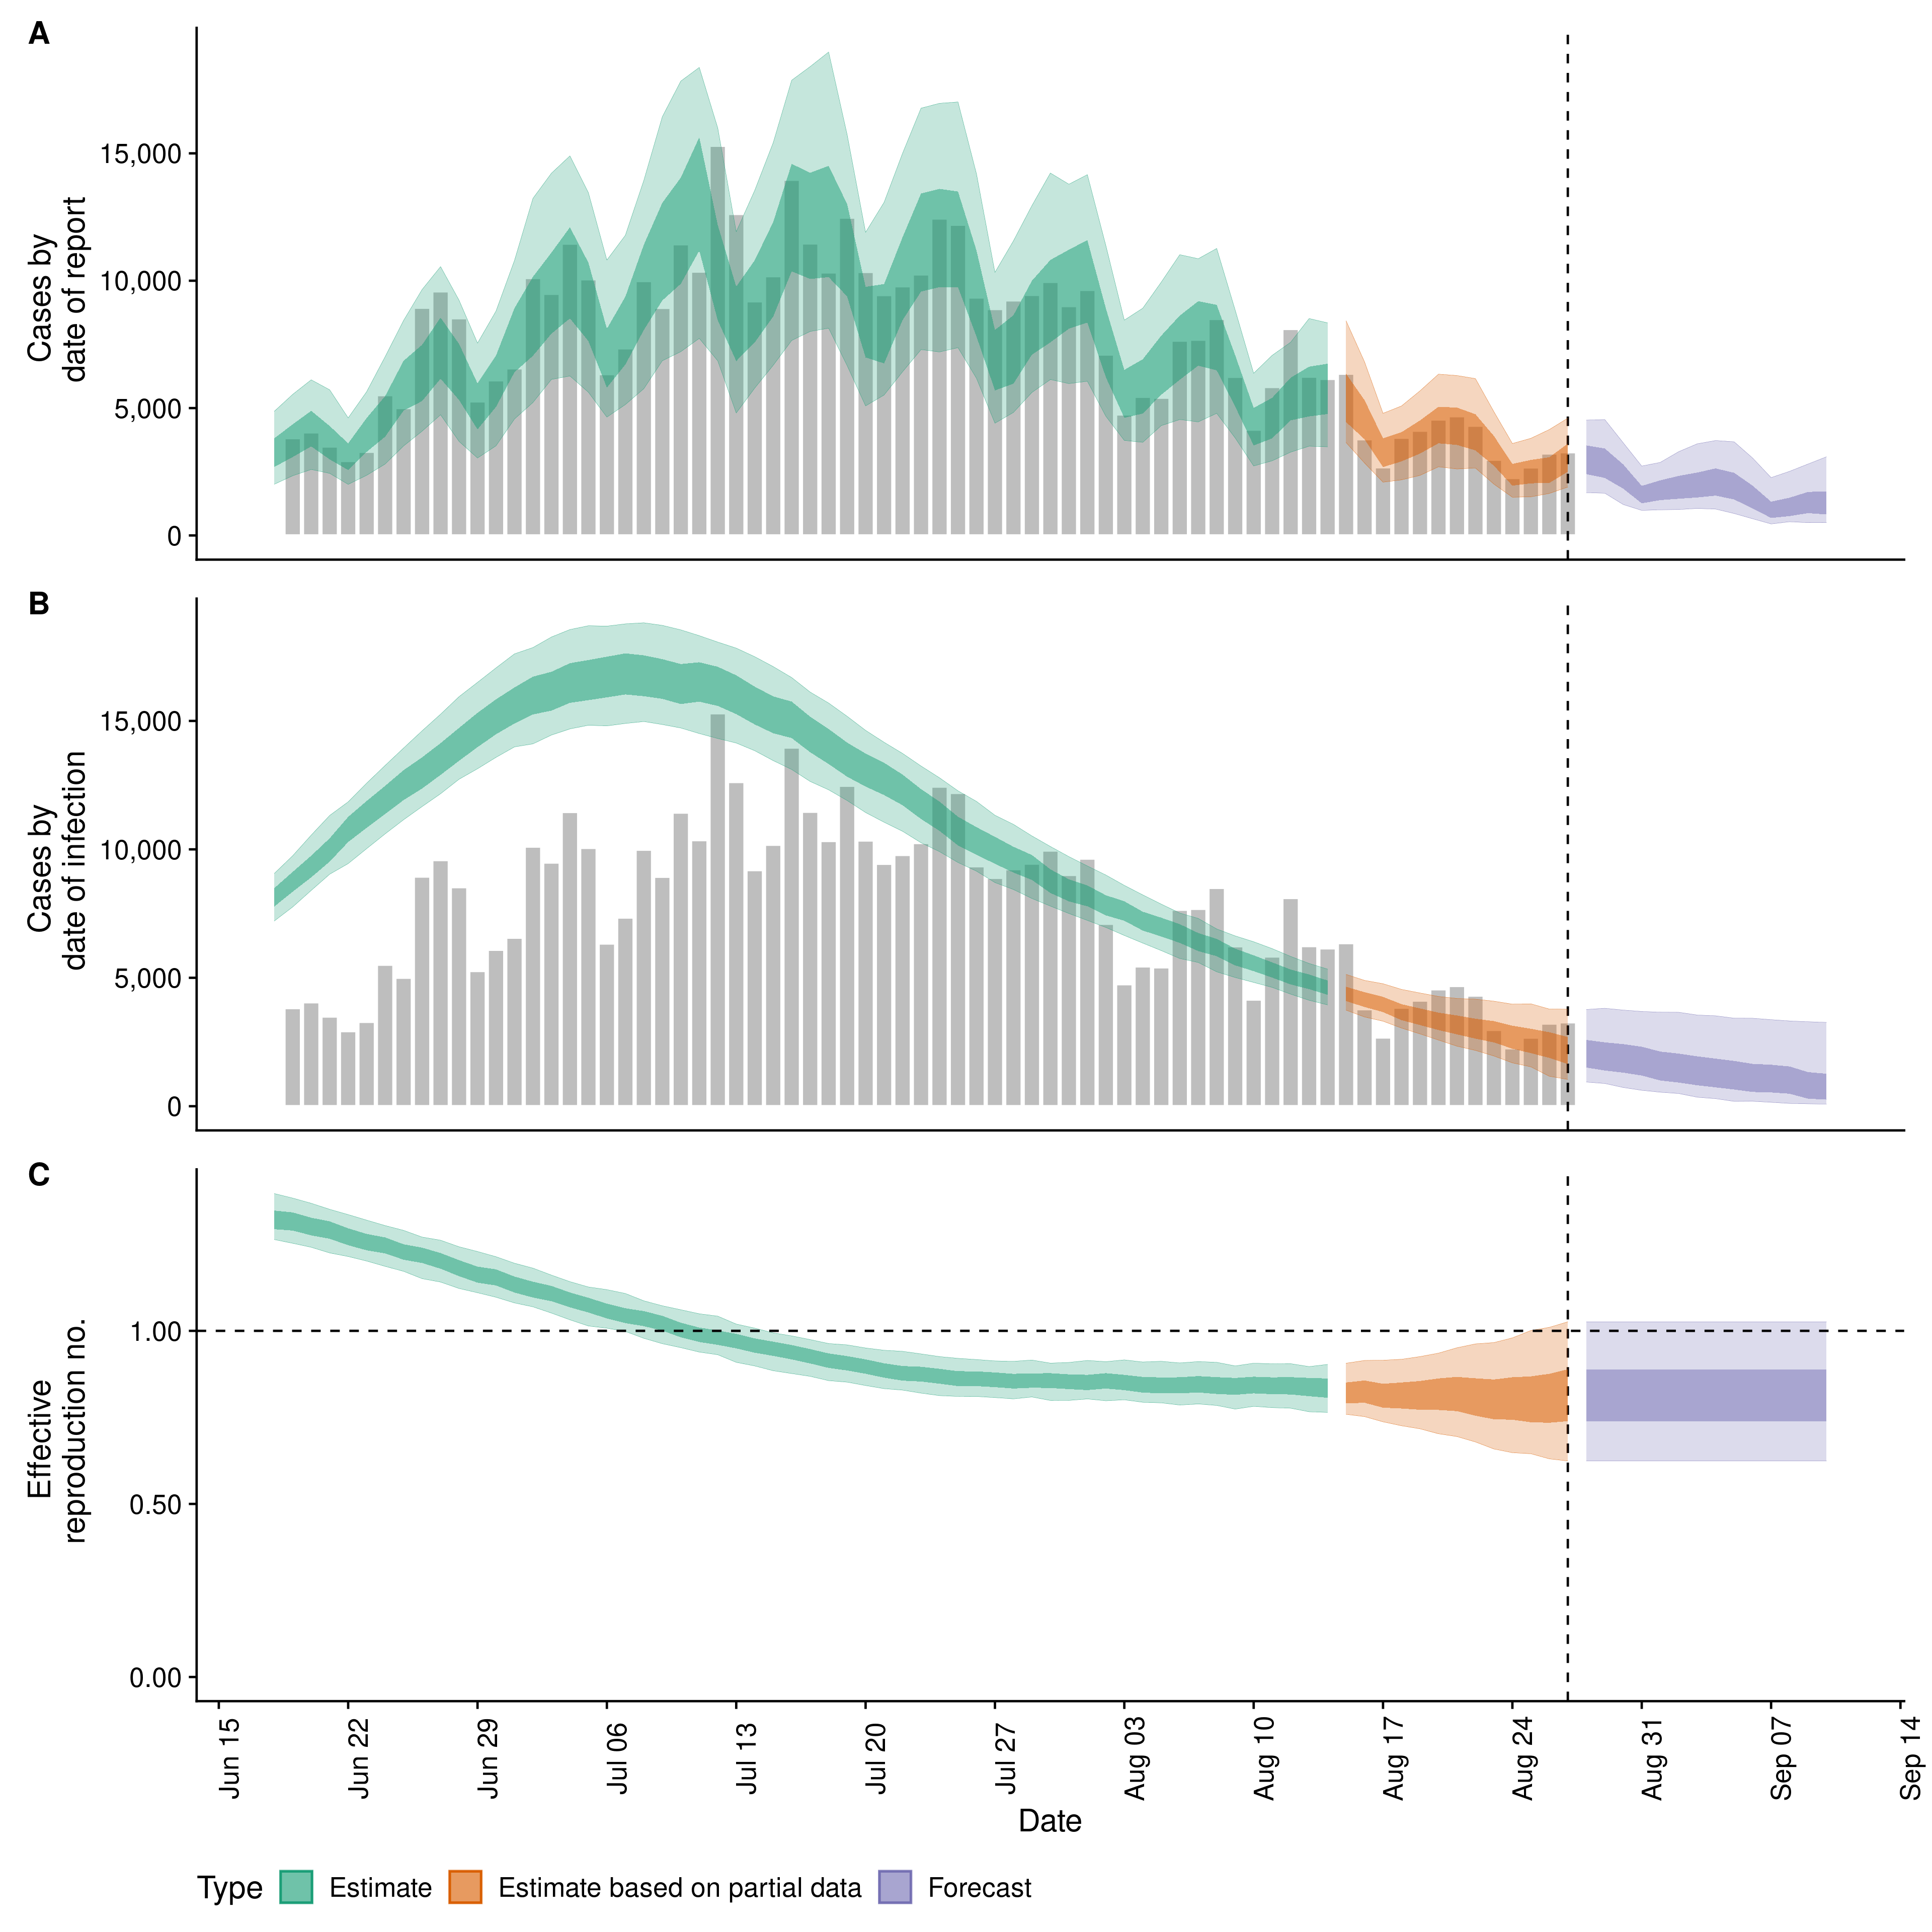 A
Cases by
date of report
15,000
10,000
5,000
0
B
Cases by
date of infection
15,000
10,000
5,000
0
C
Effective
reproduction no.
1.00
0.50
0.00
Jun 15
Jun 22
Jun 29
Jul 06
Jul 13
Jul 20
Jul 27
Aug 03
Aug 10
Aug 17
Aug 24
Aug 31
Sep 07
Sep 14
Date
Type Estimate Estimate based on partial data Forecast